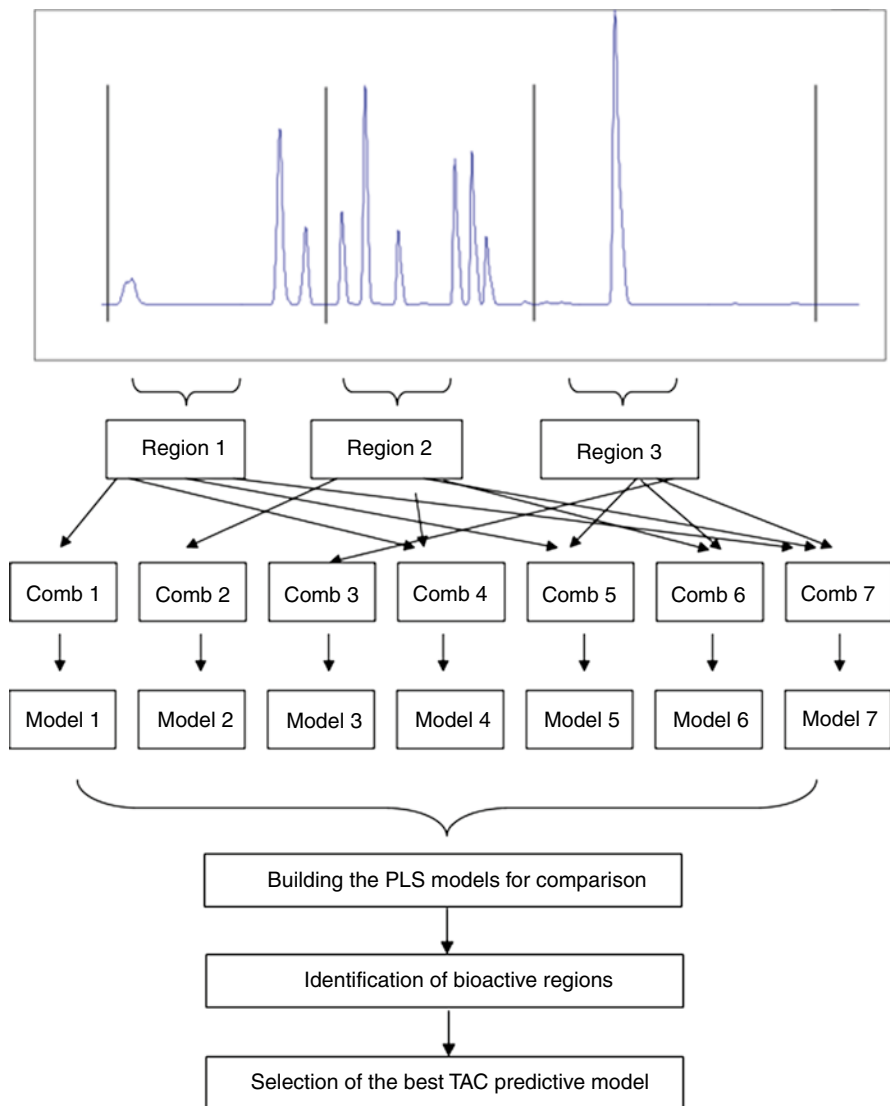 Region 1
Region 2
Region 3
Comb 1
Comb 2
Comb 3
Comb 4
Comb 5
Comb 6
Comb 7
Model 1
Model 2
Model 3
Model 4
Model 5
Model 6
Model 7
Building the PLS models for comparison
Identification of bioactive regions
Selection of the best TAC predictive model